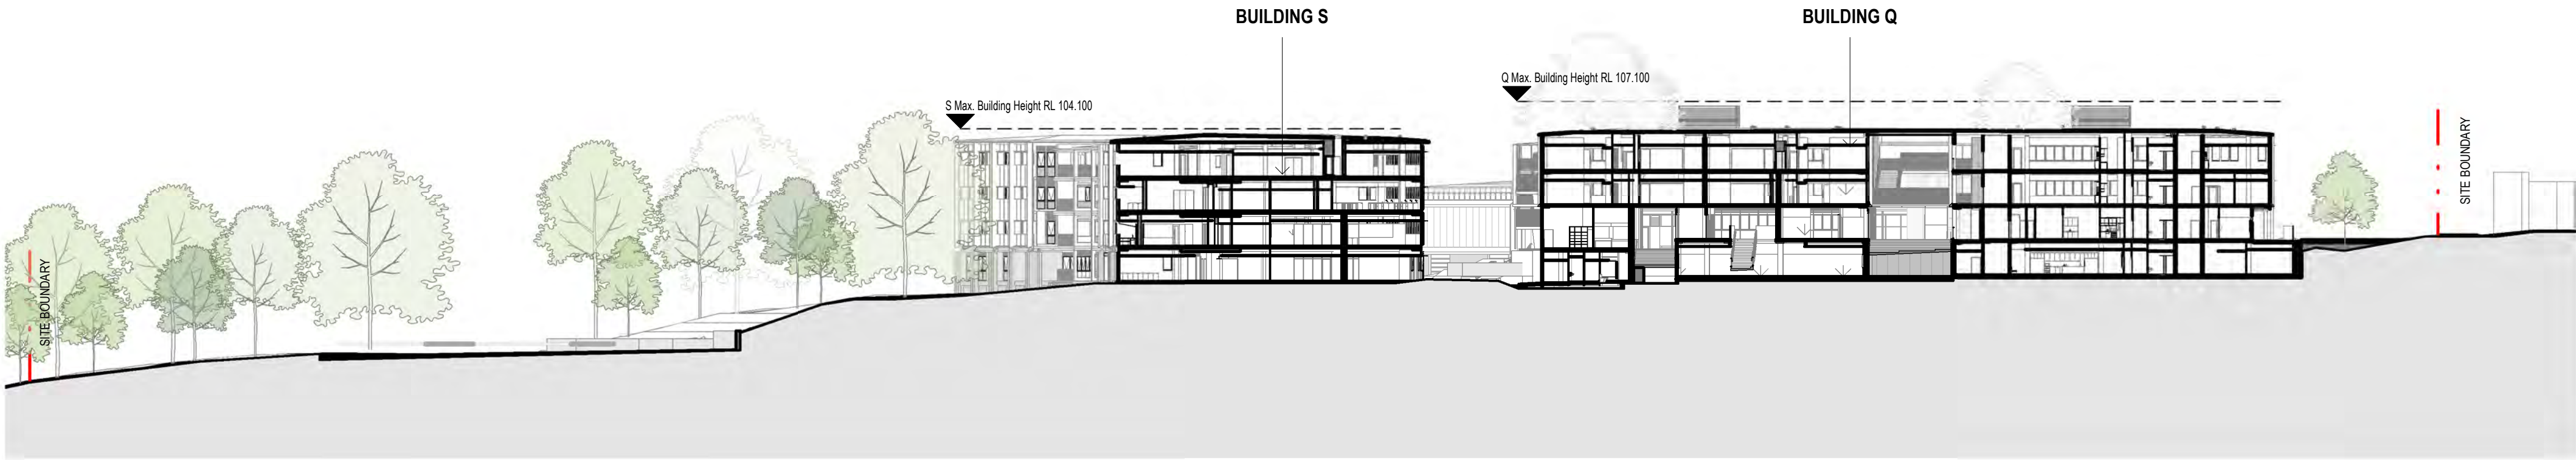 BUILDING S
BUILDING Q
Q Max. Building Height RL 107.100
S Max. Building Height RL 104.100
SITE BOUNDARY
SITE BOUNDARY